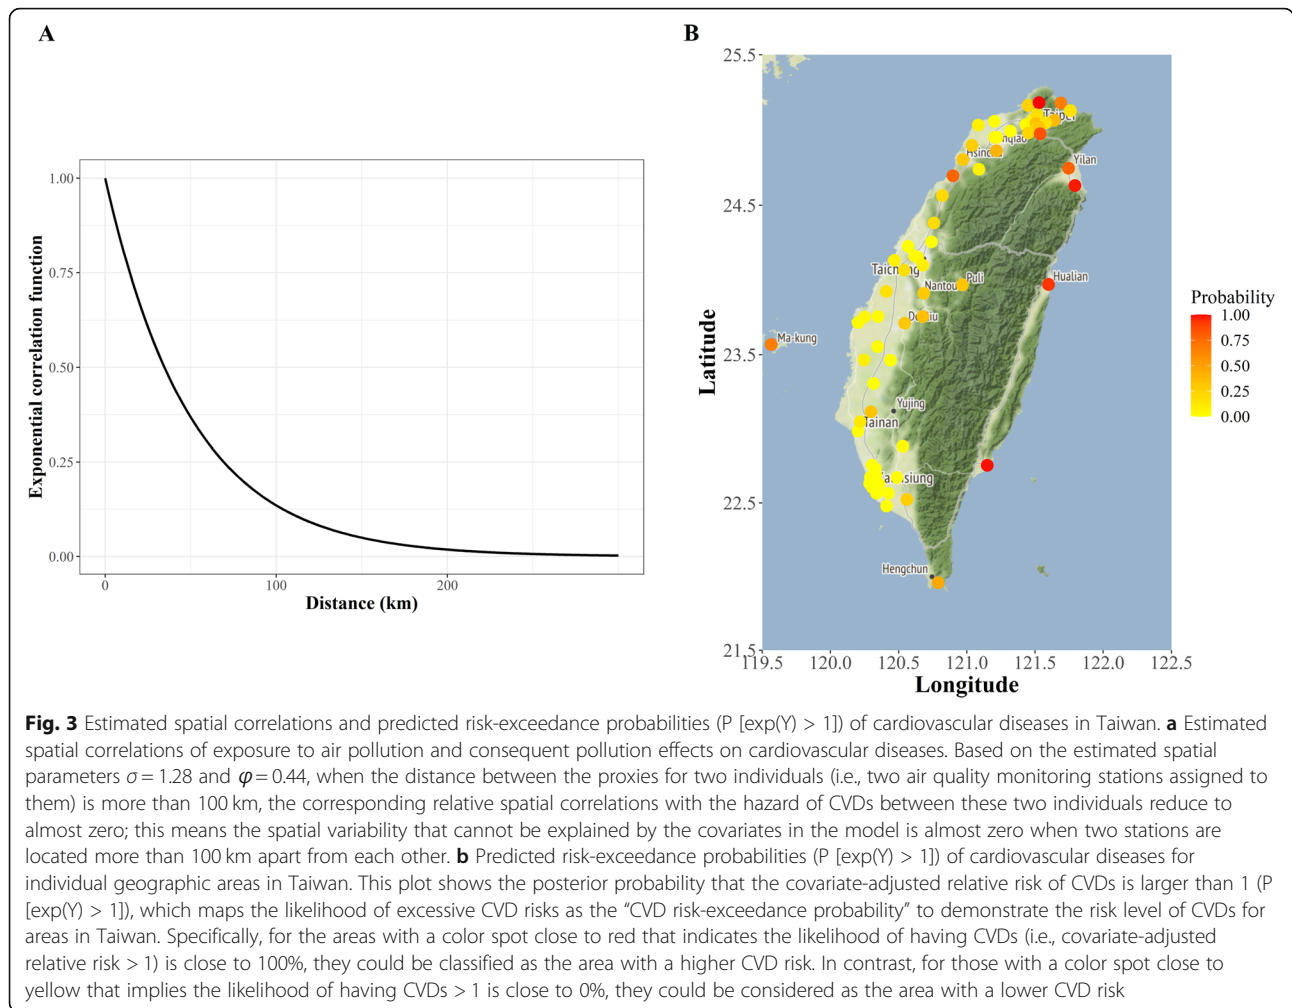 A
B
1.00
0.75
0.50
0.25
0.00
0
100
200
Exponential correlation function
Distance (km)
25.5
24.5
23.5
22.5
21.5
119.5
120.0
120.5
121.0
121.5
122.0
122.5
Latitude
Longitude
Taipei
Yilan
Hualian
Puli
Ma-kung
Yujing
Tainan
Hengchun
Probability
1.00
0.75
0.50
0.25
0.00
Fig. 3 Estimated spatial correlations and predicted risk-exceedance probabilities (P [exp(Y) > 1]) of cardiovascular diseases in Taiwan. a Estimated
spatial correlations of exposure to air pollution and consequent pollution effects on cardiovascular diseases. Based on the estimated spatial
parameters σ = 1.28 and φ = 0.44, when the distance between the proxies for two individuals (i.e., two air quality monitoring stations assigned to
them) is more than 100 km, the corresponding relative spatial correlations with the hazard of CVDs between these two individuals reduce to
almost zero; this means the spatial variability that cannot be explained by the covariates in the model is almost zero when two stations are
located more than 100 km apart from each other. b Predicted risk-exceedance probabilities (P [exp(Y) > 1]) of cardiovascular diseases for
individual geographic areas in Taiwan. This plot shows the posterior probability that the covariate-adjusted relative risk of CVDs is larger than 1 (P
[exp(Y) > 1]), which maps the likelihood of excessive CVD risks as the “CVD risk-exceedance probability” to demonstrate the risk level of CVDs for
areas in Taiwan. Specifically, for the areas with a color spot close to red that indicates the likelihood of having CVDs (i.e., covariate-adjusted
relative risk > 1) is close to 100%, they could be classified as the area with a higher CVD risk. In contrast, for those with a color spot close to
yellow that implies the likelihood of having CVDs > 1 is close to 0%, they could be considered as the area with a lower CVD risk